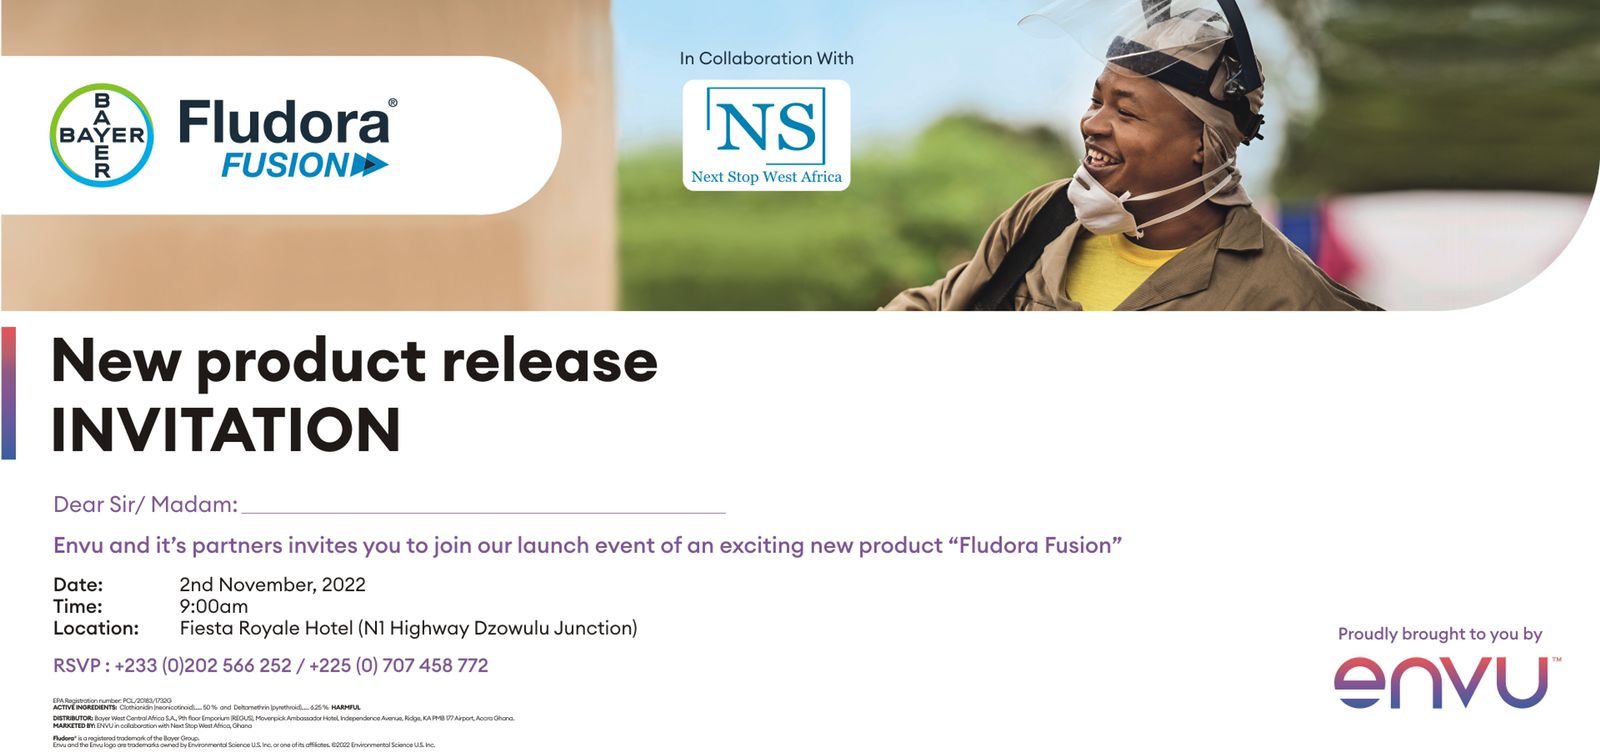 BAYER
BAYER
Fludora®
FUSION
In Collaboration With
NS
Next Stop West Africa
New product release
INVITATION
Dear Sir/ Madam:
Envu and it's partners invites you to join our launch event of an exciting new product “Fludora Fusion”
Date: 2nd November, 2022
Time: 9:00am
Location: Fiesta Royale Hotel (N1 Highway Dzowulu Junction)
RSVP : +233 (0)202 566 252 / +225 (0) 707 458 772
Proudly brought to you by
envu™
EPA Registration number: PCL/20183/1732G
ACTIVE INGREDIENTS: Clothianidin (neonicotinoid)..... 50 % and Deltamethrin (pyrethroid)..... 6.25 % HARMFUL
DISTRIBUTOR: Bayer West Central Africa S.A., 9th floor Emporium (REGUS), Movenpick Ambassador Hotel, Independence Avenue, Ridge, KA PMB 177 Airport, Accra Ghana.
MARKETED BY: ENVU in collaboration with Next Stop West Africa, Ghana
Fludora® is a registered trademark of the Bayer Group.
Envu and the Envu logo are trademarks owned by Environmental Science U.S. Inc. or one of its affiliates. ©2022 Environmental Science U.S. Inc.